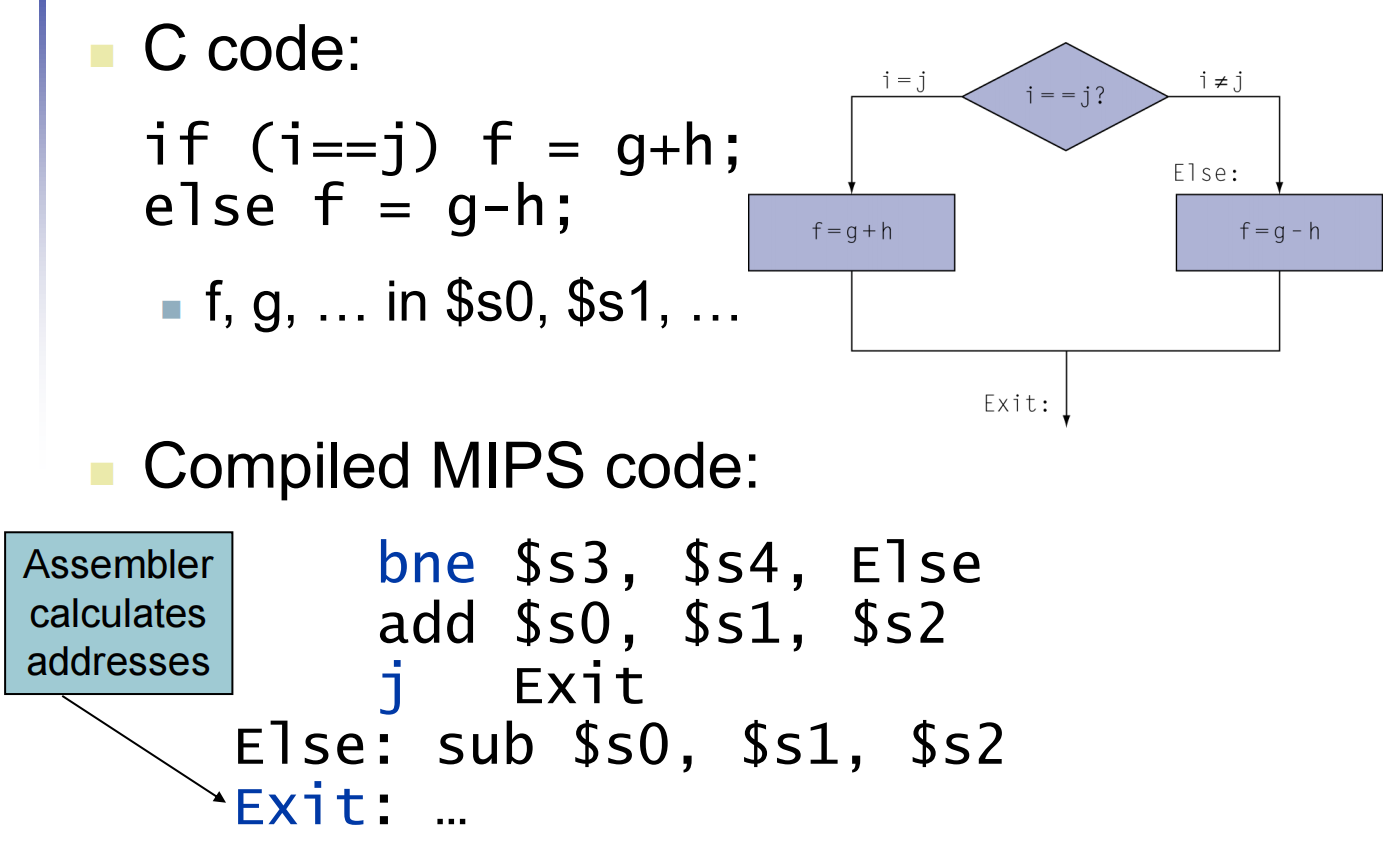 C code:
if (i==j) f = g+h;
else f = g-h;
f, g, … in $s0, $s1, …
i=j
i==j?
i≠j
Else:
f=g+h
f=g-h
Exit:
Compiled MIPS code:
Assembler
calculates
addresses
bne $s3, $s4, Else
add $s0, $s1, $s2
j Exit
Else: sub $s0, $s1, $s2
Exit: …